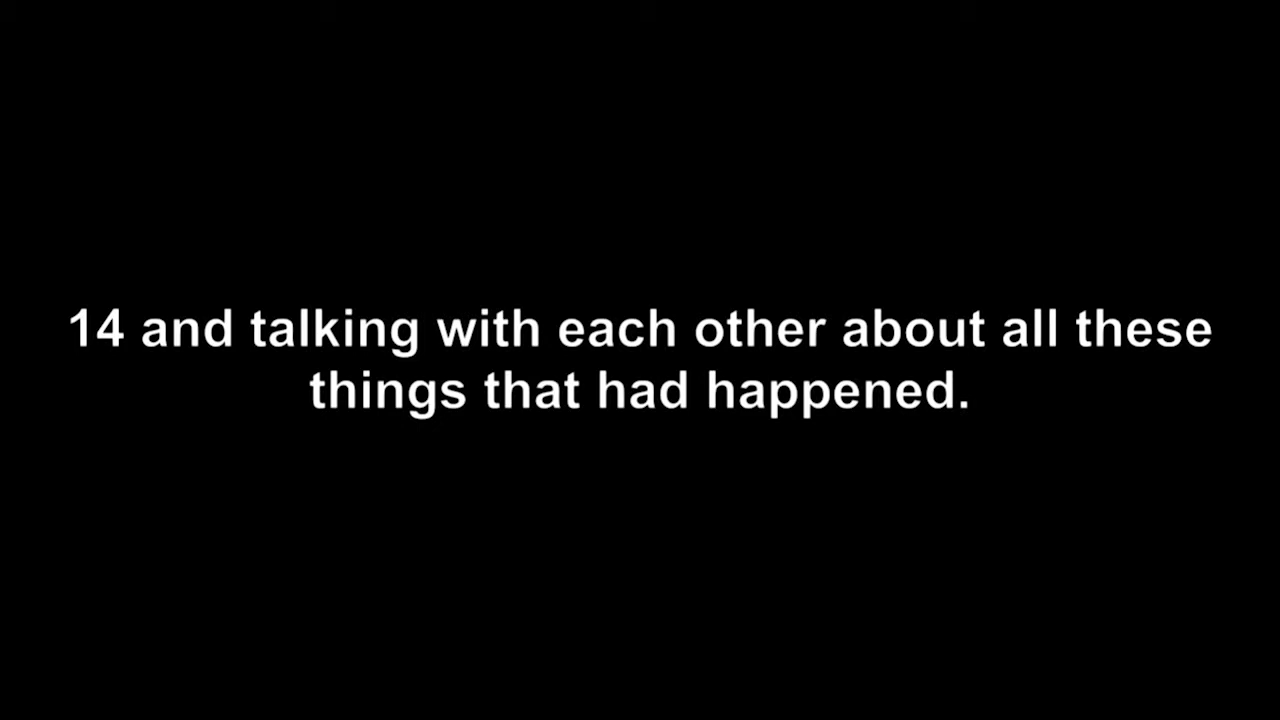 14 and talking with each other about all these
things that had happened.